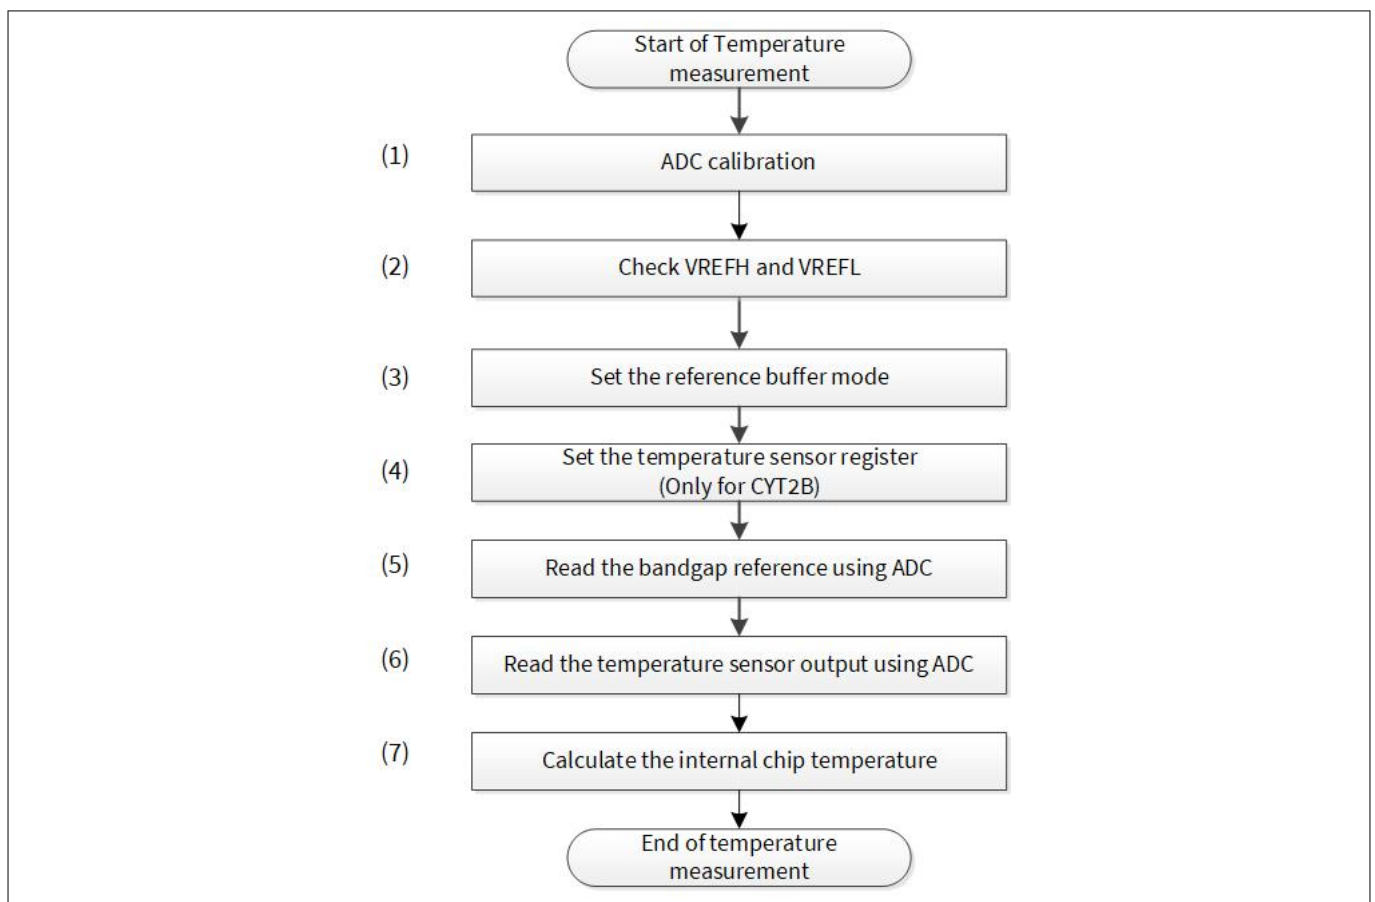 Start of Temperature
measurement
(1)
ADC calibration
(2)
Check VREFH and VREFL
(3)
Set the reference buffer mode
(4)
Set the temperature sensor register
(Only for CYT2B)
(5)
Read the bandgap reference using ADC
(6)
Read the temperature sensor output using ADC
(7)
Calculate the internal chip temperature
End of temperature
measurement